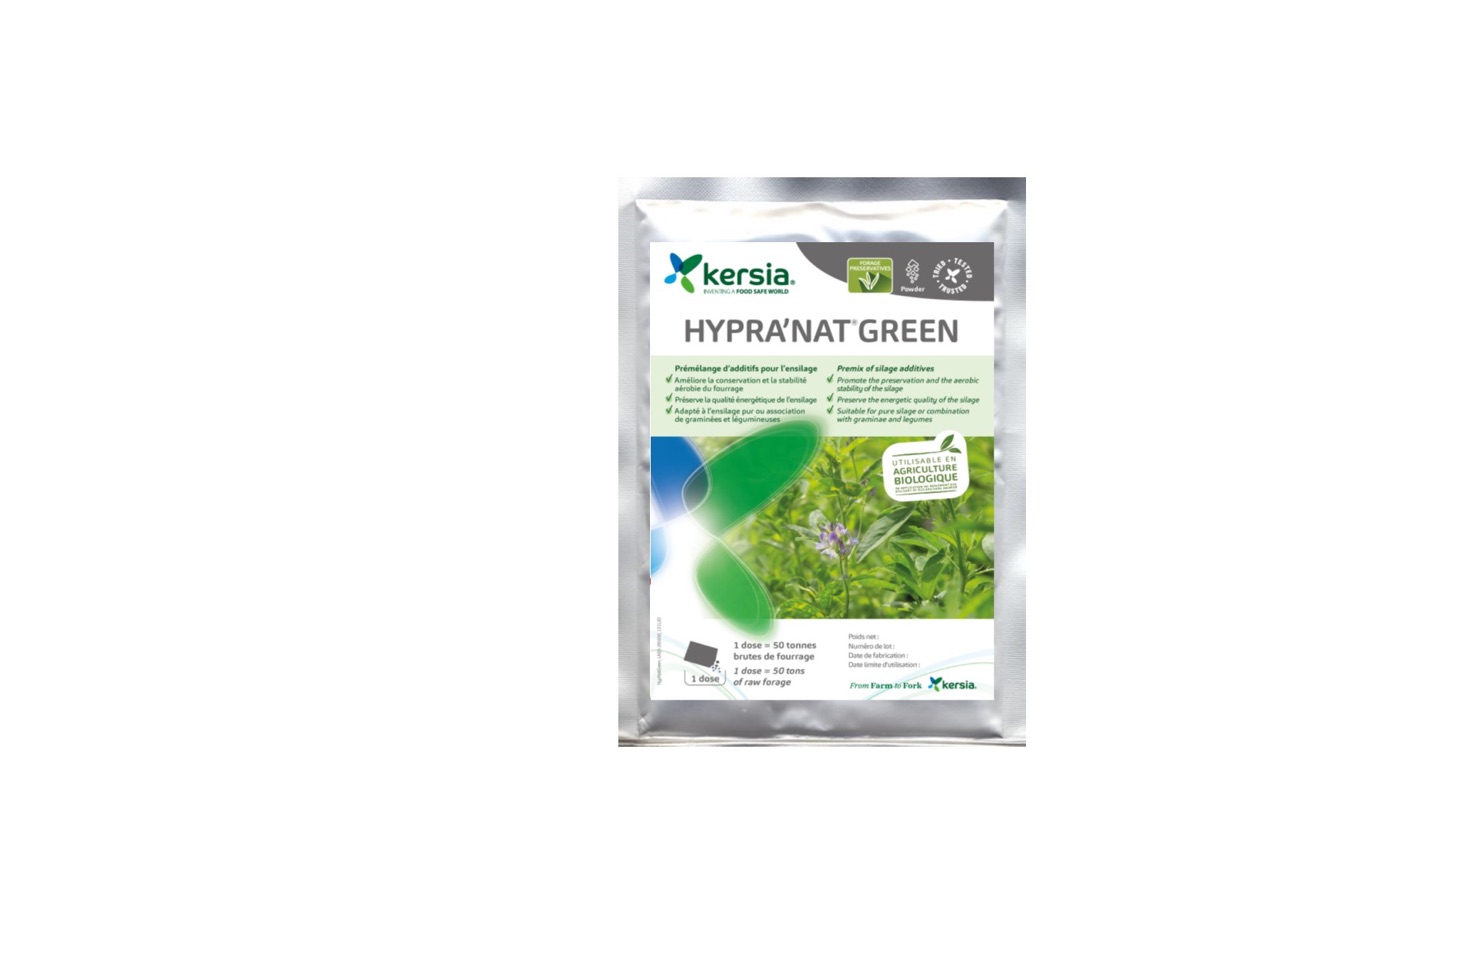 kersia®
INVENTING A FOOD SAFE WORLD
FORAGE
PRESERVATIVES
Powder
TRIED • TESTED • TRUSTED •
HYPRA'NAT® GREEN
Prémélange d'additifs pour l'ensilage
Améliore la conservation et la stabilité
aérobie du fourrage
Préserve la qualité énergétique de l'ensilage
Adapté à l'ensilage pur ou association
de graminées et légumineuses
Premix of silage additives
Promote the preservation and the aerobic
stability of the silage
Preserve the energetic quality of the silage
Suitable for pure silage or combination
with graminae and legumes
UTILISABLE EN
AGRICULTURE
BIOLOGIQUE
1 dose
1 dose = 50 tonnes
brutes de fourrage
1 dose = 50 tons
of raw forage
Poids net :
Numéro de lot :
Date de fabrication :
Date limite d'utilisation :
From Farm to Fork
kersia®